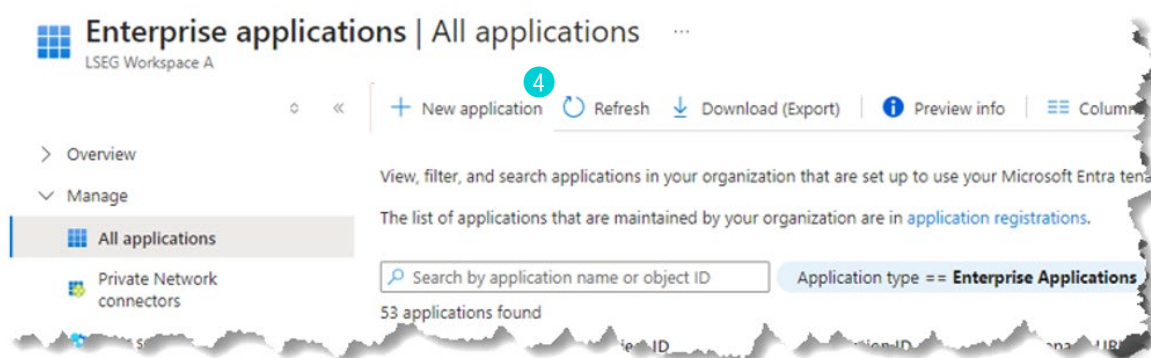 Enterprise applications | All applications ...
LSEG Workspace A
4
+ New application Refresh Download (Export) Preview info Column
Overview
Manage
All applications
Private Network
connectors
View, filter, and search applications in your organization that are set up to use your Microsoft Entra tena
The list of applications that are maintained by your organization are in application registrations.
Search by application name or object ID
Application type == Enterprise Applications
53 applications found
ID